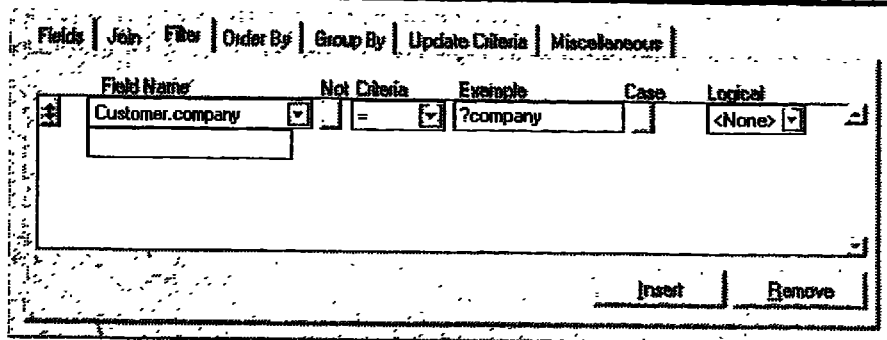 Fields Join Filter Order By Group By Update Criteria Miscellaneous
Field Name Not Criteria Example Case Logical
Customer.company = ?company <None>
Insert Remove